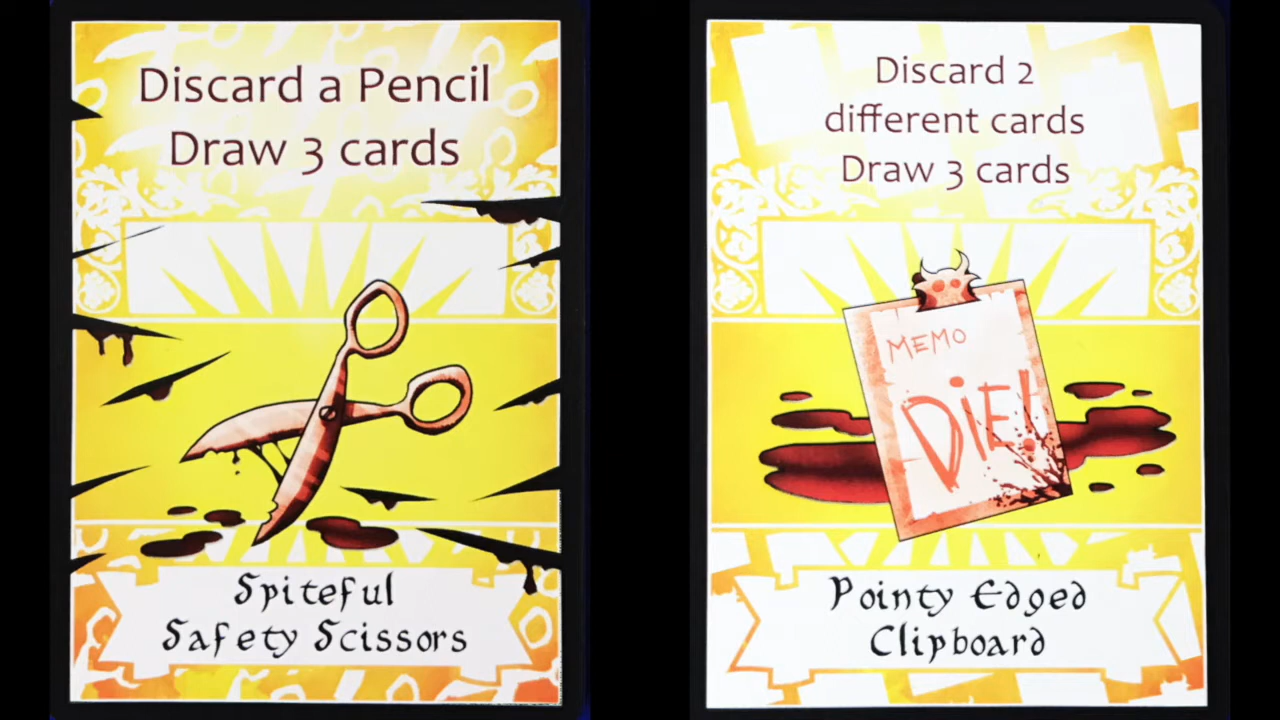 Discard a Pencil
Draw 3 cards
Spiteful
Safety Scissors
Discard 2
different cards
Draw 3 cards
MEMO
DiE!
Pointy Edged
Clipboard